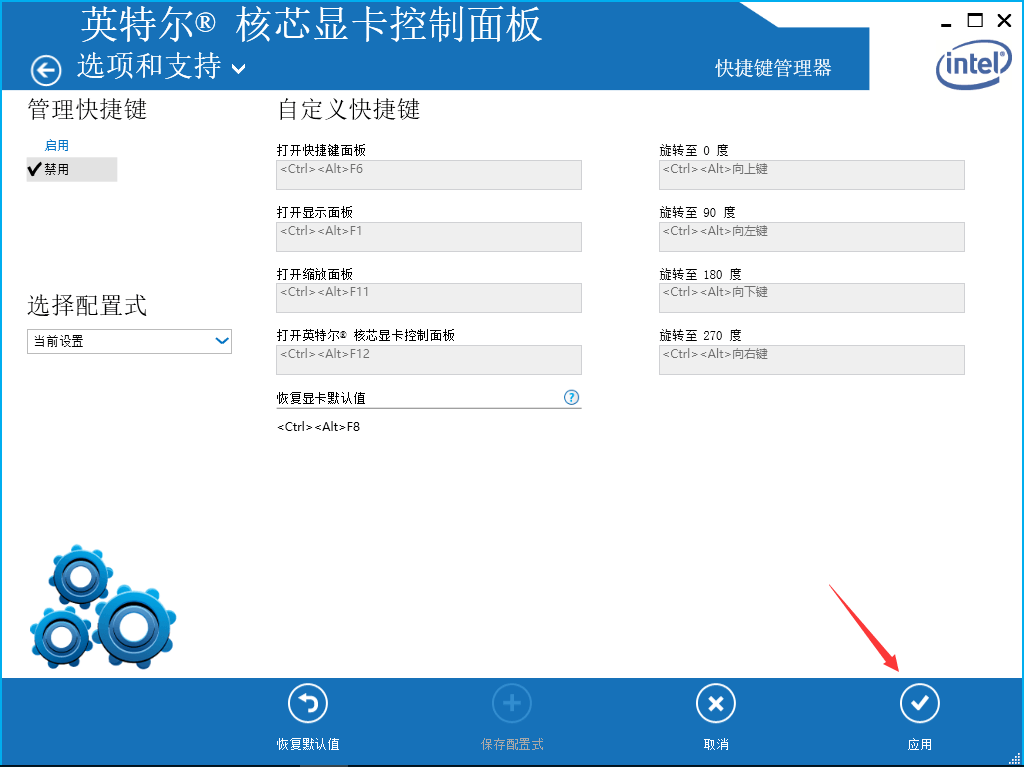 英特尔® 核芯显卡控制面板
选项和支持
快捷键管理器
intel
管理快捷键
启用
禁用
选择配置式
当前设置
自定义快捷键
打开快捷键面板
<Ctrl><Alt>F6
打开显示面板
<Ctrl><Alt>F1
打开缩放面板
<Ctrl><Alt>F11
打开英特尔® 核芯显卡控制面板
<Ctrl><Alt>F12
恢复显卡默认值
?
<Ctrl><Alt>F8
旋转至 0 度
<Ctrl><Alt>向上键
旋转至 90 度
<Ctrl><Alt>向左键
旋转至 180 度
<Ctrl><Alt>向下键
旋转至 270 度
<Ctrl><Alt>向右键
恢复默认值
保存配置式
取消
应用